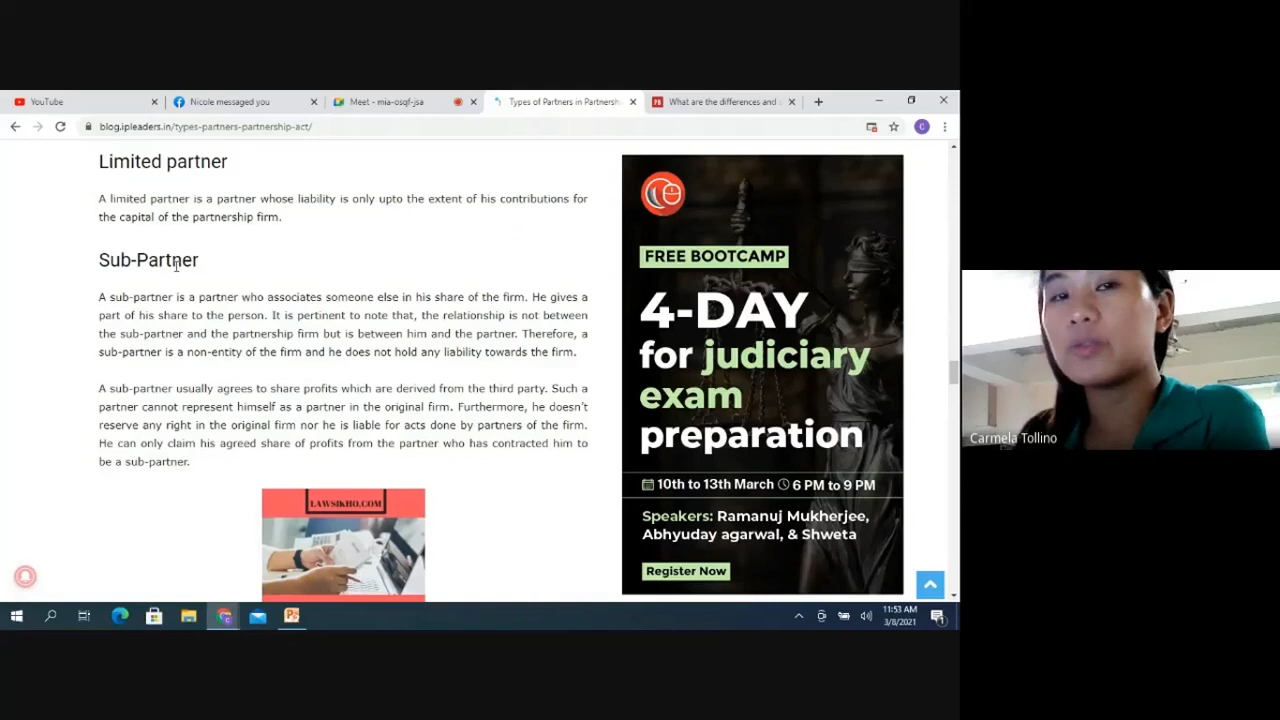 YouTube
Nicole messaged you
Meet - mia-osqf-jsa
Types of Partners in Partnersh
What are the differences and s
blog.ipleaders.in/types-partners-partnership-act/
Limited partner
A limited partner is a partner whose liability is only upto the extent of his contributions for
the capital of the partnership firm.
Sub-Partner
A sub-partner is a partner who associates someone else in his share of the firm. He gives a
part of his share to the person. It is pertinent to note that, the relationship is not between
the sub-partner and the partnership firm but is between him and the partner. Therefore, a
sub-partner is a non-entity of the firm and he does not hold any liability towards the firm.
A sub-partner usually agrees to share profits which are derived from the third party. Such a
partner cannot represent himself as a partner in the original firm. Furthermore, he doesn't
reserve any right in the original firm nor he is liable for acts done by partners of the firm.
He can only claim his agreed share of profits from the partner who has contracted him to
be a sub-partner.
LAWSIKHO.COM
FREE BOOTCAMP
4-DAY
for judiciary
exam
preparation
10th to 13th March 6 PM to 9 PM
Speakers: Ramanuj Mukherjee,
Abhyuday agarwal, & Shweta
Register Now
Carmela Tollino
11:53 AM
3/8/2021